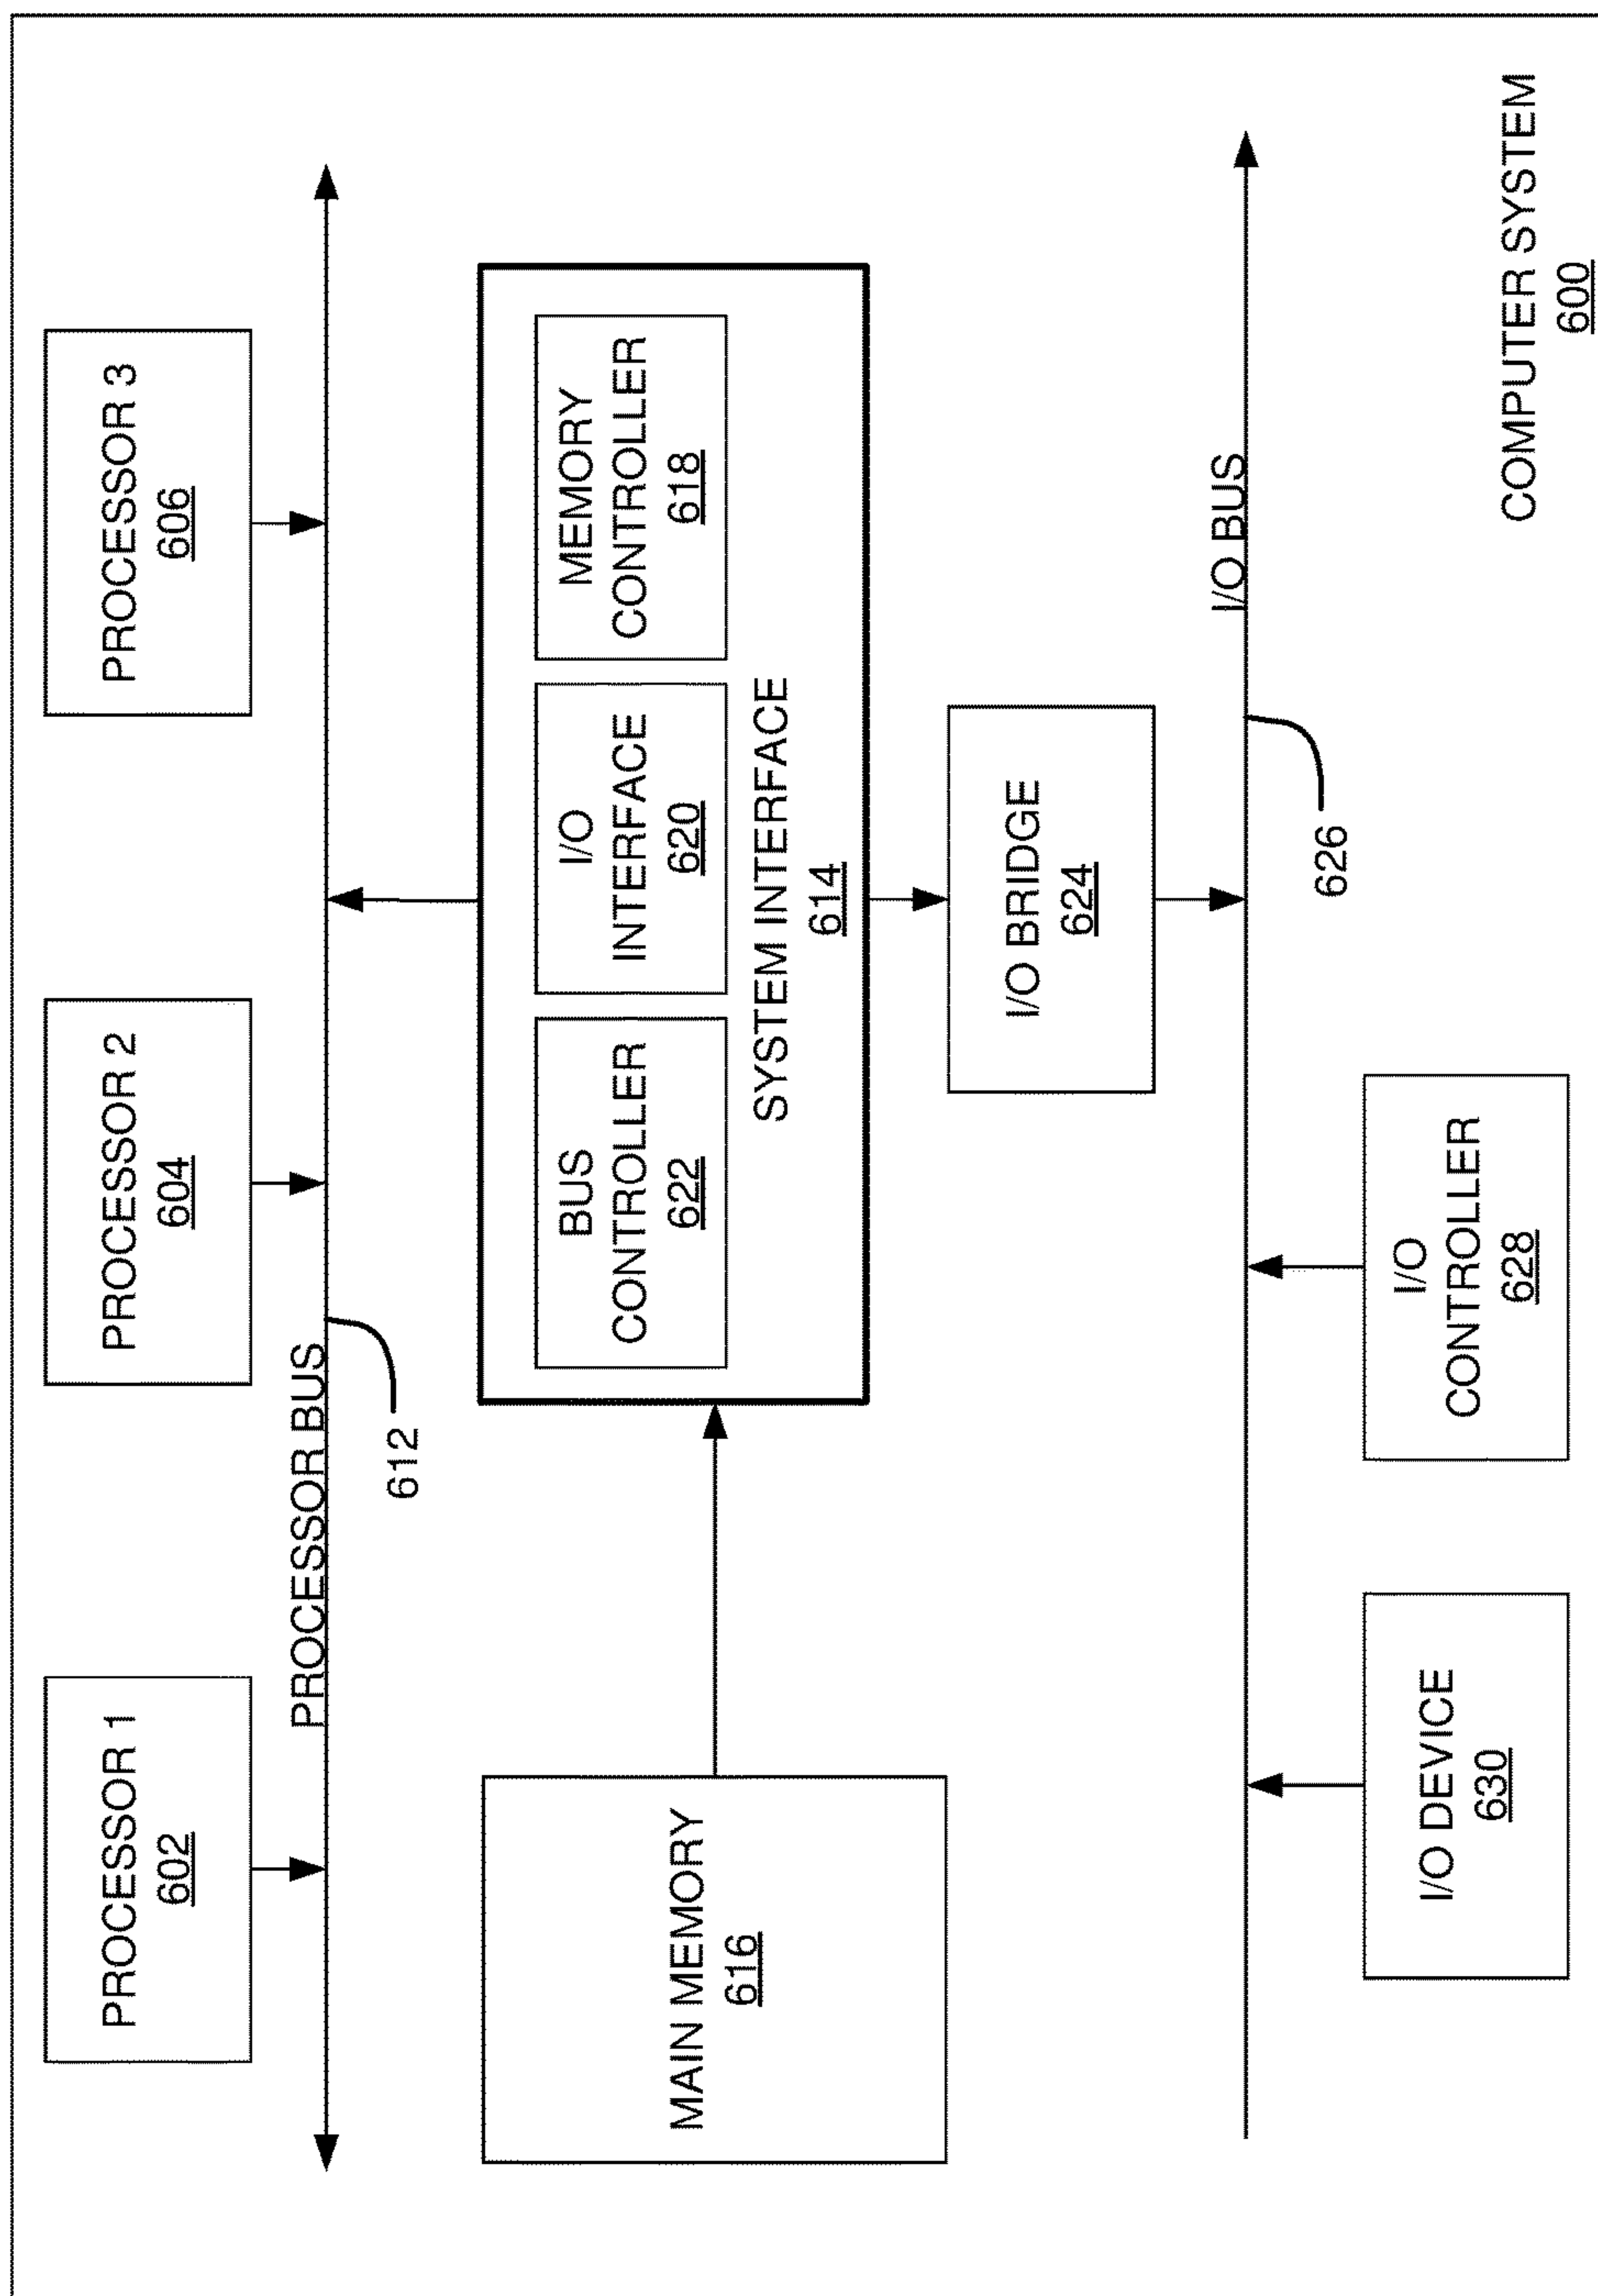 PROCESSOR 1
602
PROCESSOR 2
604
PROCESSOR 3
606
PROCESSOR BUS
612
MAIN MEMORY
616
BUS
CONTROLLER
622
I/O
INTERFACE
620
MEMORY
CONTROLLER
618
SYSTEM INTERFACE
614
I/O BRIDGE
624
I/O BUS
626
I/O DEVICE
630
I/O
CONTROLLER
628
COMPUTER SYSTEM
600